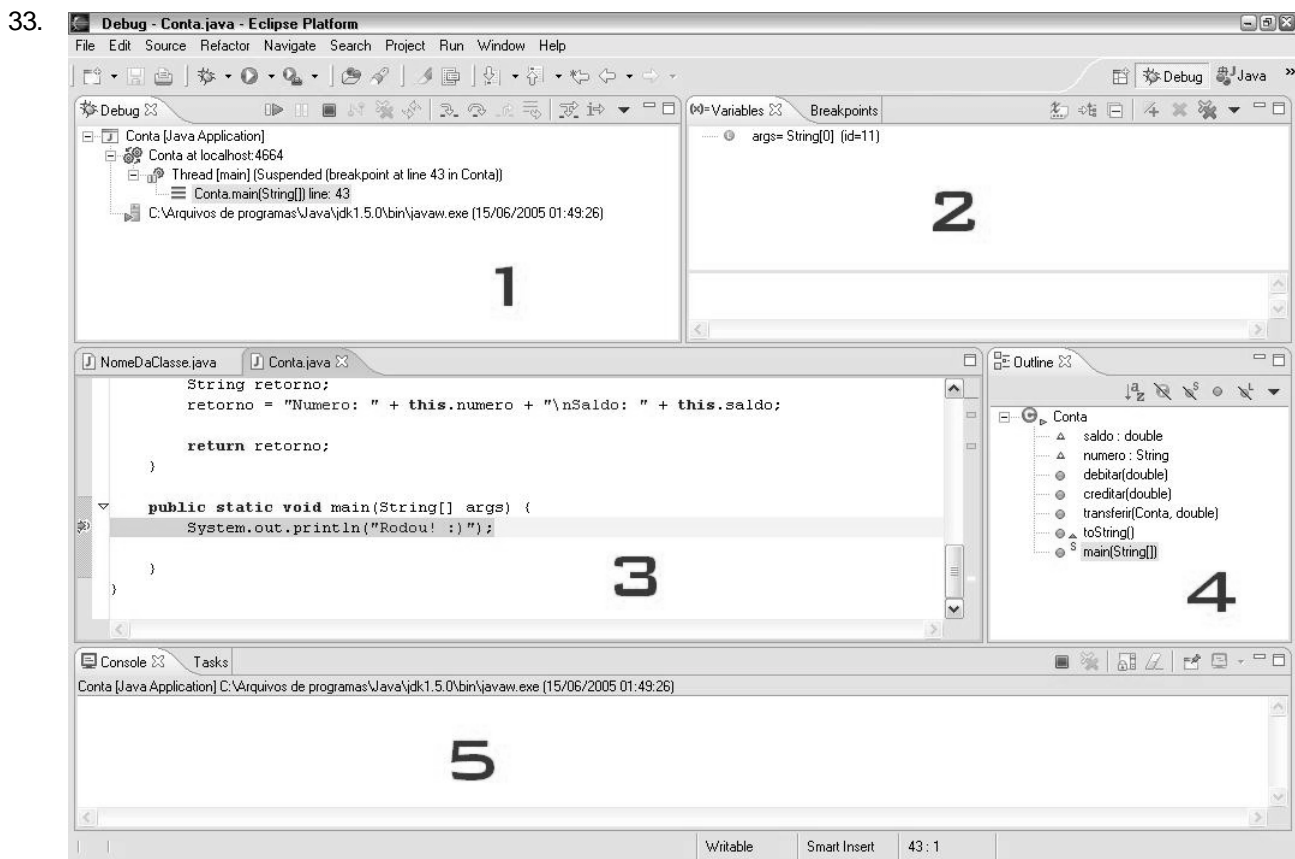 33.
Debug - Conta.java - Eclipse Platform
File Edit Source Refactor Navigate Search Project Run Window Help
Debug Java »
Debug
Conta [Java Application]
Conta at localhost:4664
Thread [main] (Suspended (breakpoint at line 43 in Conta))
Conta.main(String[]) line: 43
C:\Arquivos de programas\Java\jdk1.5.0\bin\javaw.exe (15/06/2005 01:49:26)
1
(x)=Variables Breakpoints
args= String[0] (id=11)
2
NomeDaClasse.java Conta.java
String retorno;
retorno = "Numero: " + this.numero + "\nSaldo: " + this.saldo;
return retorno;
}
public static void main(String[] args) {
System.out.println("Rodou! :)");
}
}
3
Outline
Conta
saldo : double
numero : String
debitar(double)
creditar(double)
transferir(Conta, double)
toString()
main(String[])
4
Console Tasks
Conta [Java Application] C:\Arquivos de programas\Java\jdk1.5.0\bin\javaw.exe (15/06/2005 01:49:26)
5
Writable Smart Insert 43 : 1